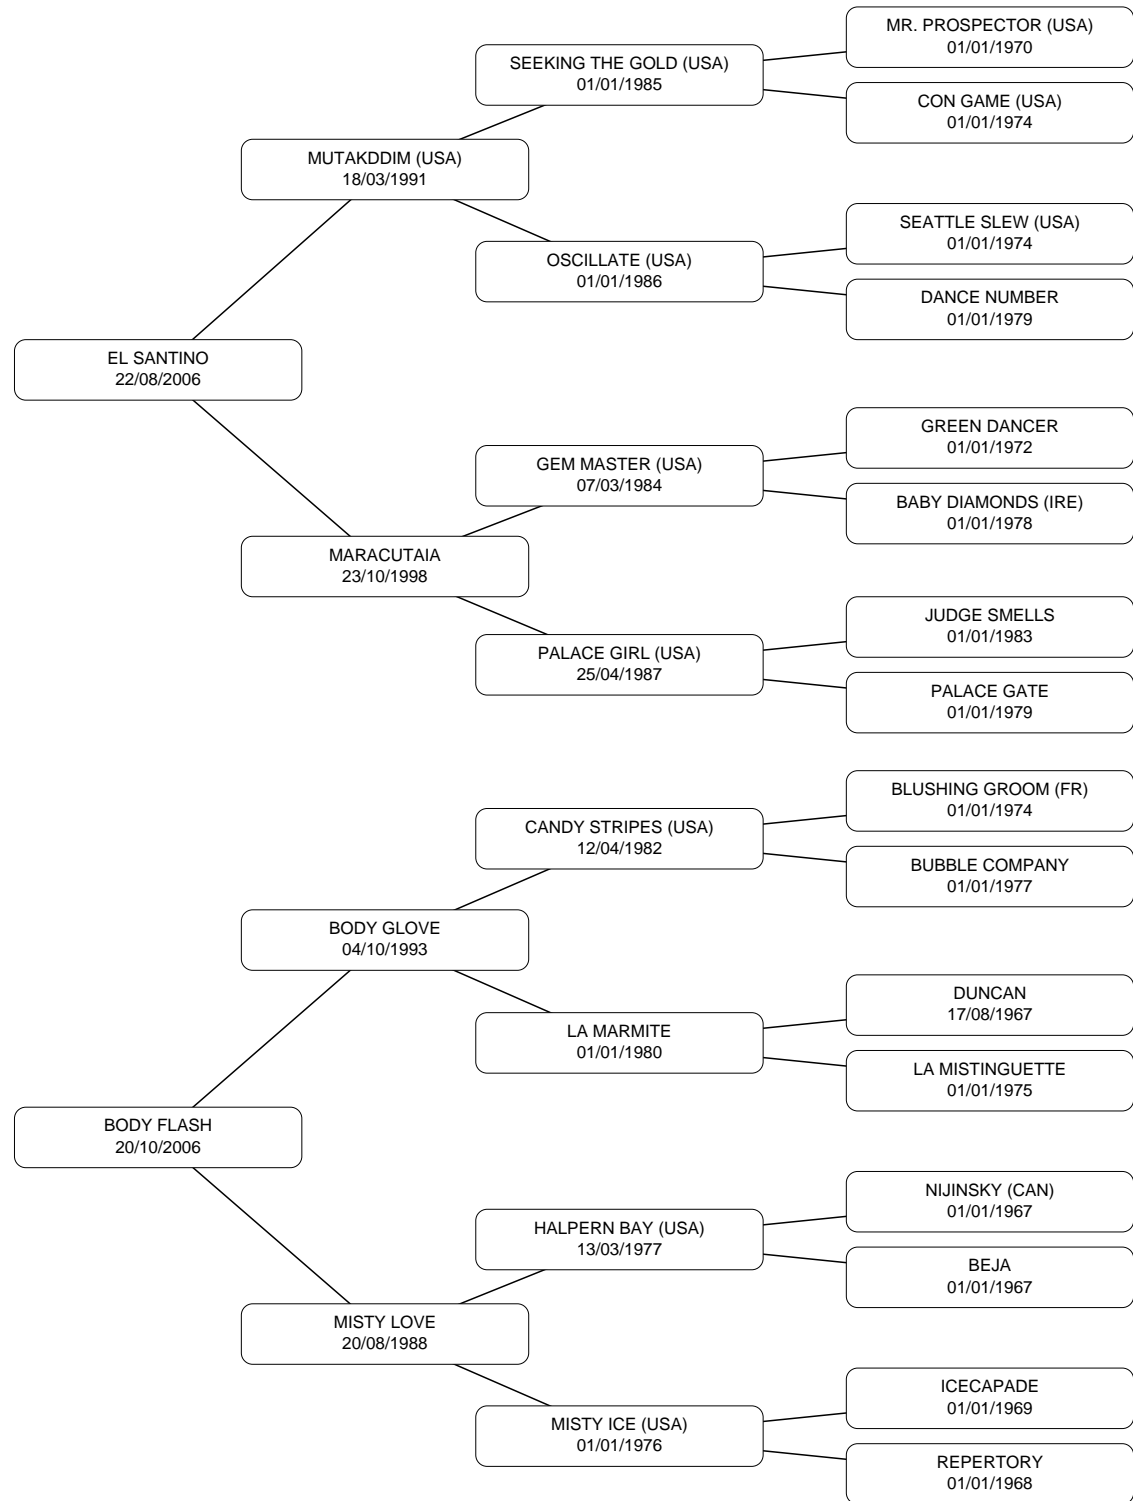 MR. PROSPECTOR (USA)
01/01/1970
SEEKING THE GOLD (USA)
01/01/1985
CON GAME (USA)
01/01/1974
MUTAKDDIM (USA)
18/03/1991
SEATTLE SLEW (USA)
01/01/1974
OSCILLATE (USA)
01/01/1986
DANCE NUMBER
01/01/1979
EL SANTINO
22/08/2006
GREEN DANCER
01/01/1972
GEM MASTER (USA)
07/03/1984
BABY DIAMONDS (IRE)
01/01/1978
MARACUTAIA
23/10/1998
JUDGE SMELLS
01/01/1983
PALACE GIRL (USA)
25/04/1987
PALACE GATE
01/01/1979
BLUSHING GROOM (FR)
01/01/1974
CANDY STRIPES (USA)
12/04/1982
BUBBLE COMPANY
01/01/1977
BODY GLOVE
04/10/1993
DUNCAN
17/08/1967
LA MARMITE
01/01/1980
LA MISTINGUETTE
01/01/1975
BODY FLASH
20/10/2006
NIJINSKY (CAN)
01/01/1967
HALPERN BAY (USA)
13/03/1977
BEJA
01/01/1967
MISTY LOVE
20/08/1988
ICECAPADE
01/01/1969
MISTY ICE (USA)
01/01/1976
REPERTORY
01/01/1968